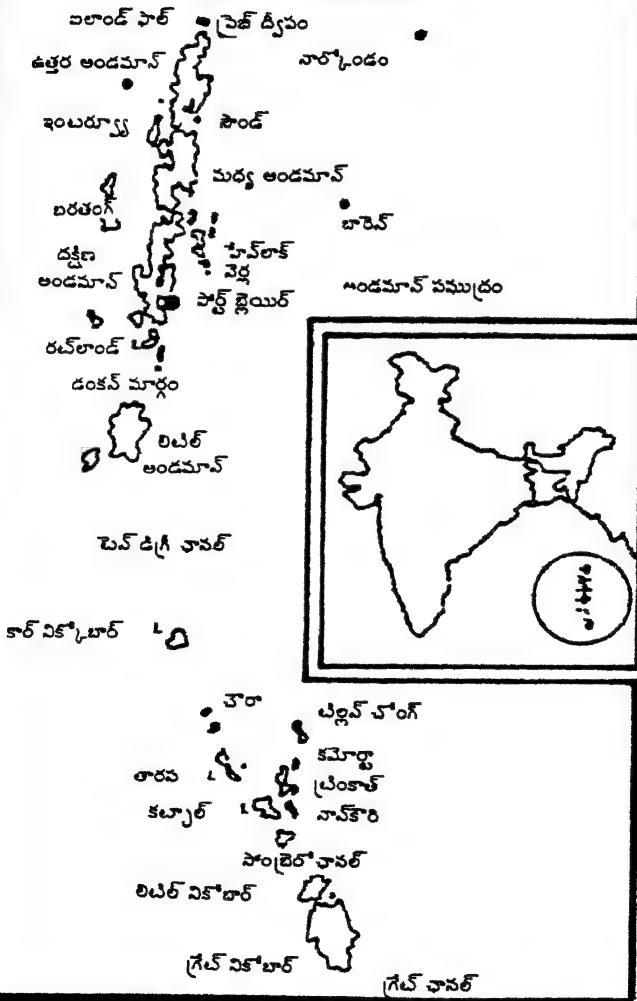 ఐలాండ్ ఫాల్
ప్రైజ్ ద్వీపం
నార్కోండం
ఉత్తర అండమాన్
ఇంటర్వ్యూ
సౌండ్
మధ్య అండమాన్
బరతంగ్
బారెన్
దక్షిణ
అండమాన్
హేవ్‌లాక్
నెల్ల
పోర్ట్ బ్లెయిర్
అండమాన్ సముద్రం
రట్‌లాండ్
డంకన్ మార్గం
లిటిల్
అండమాన్
టెన్ డిగ్రీ ఛానల్
కార్ నిక్కోబార్
చౌరా
టిల్లన్ చోంగ్
కమోర్టా
తారస
ట్రింకాత్
కట్చాల్
నాన్‌కౌరి
సోంబ్రెరో ఛానల్
లిటిల్ నికోబార్
గ్రేట్ నికోబార్
గ్రేట్ ఛానల్